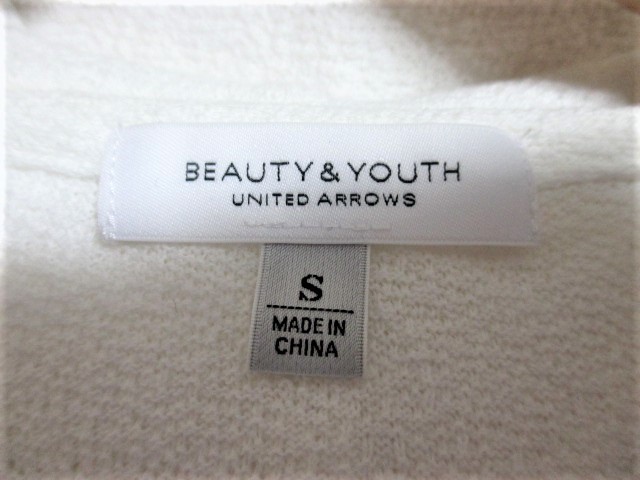 BEAUTY & YOUTH
UNITED ARROWS
S
MADE IN
CHINA